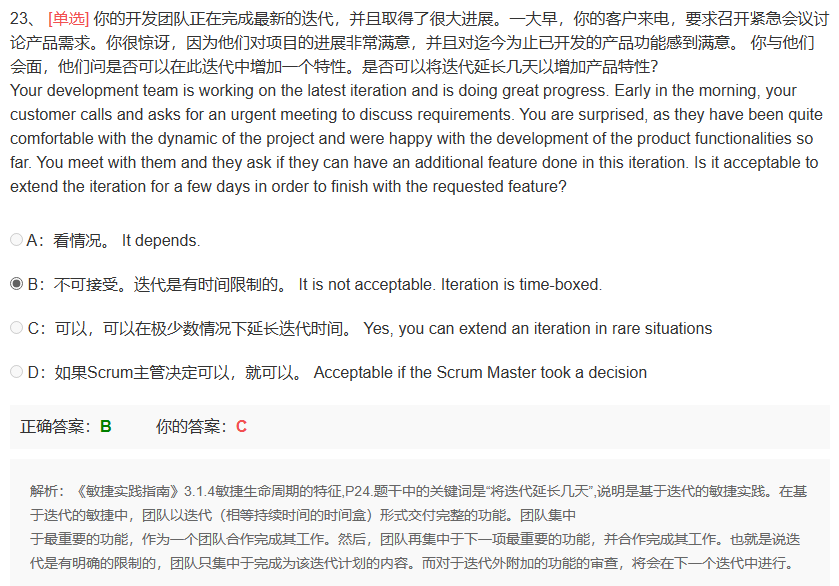 23、 [单选] 你的开发团队正在完成最新的迭代，并且取得了很大进展。一大早，你的客户来电，要求召开紧急会议讨
论产品需求。你很惊讶，因为他们对项目的进展非常满意，并且对迄今为止已开发的产品功能感到满意。 你与他们
会面，他们问是否可以在此迭代中增加一个特性。是否可以将迭代延长几天以增加产品特性?
Your development team is working on the latest iteration and is doing great progress. Early in the morning, your
customer calls and asks for an urgent meeting to discuss requirements. You are surprised, as they have been quite
comfortable with the dynamic of the project and were happy with the development of the product functionalities so
far. You meet with them and they ask if they can have an additional feature done in this iteration. Is it acceptable to
extend the iteration for a few days in order to finish with the requested feature?
A： 看情况。 It depends.
B： 不可接受。迭代是有时间限制的。 It is not acceptable. Iteration is time-boxed.
C： 可以，可以在极少数情况下延长迭代时间。 Yes, you can extend an iteration in rare situations
D： 如果Scrum主管决定可以，就可以。 Acceptable if the Scrum Master took a decision
正确答案：B 你的答案：C
解析：《敏捷实践指南》3.1.4敏捷生命周期的特征,P24.题干中的关键词是“将迭代延长几天”,说明是基于迭代的敏捷实践。在基
于迭代的敏捷中，团队以迭代（相等持续时间的时间盒）形式交付完整的功能。团队集中
于最重要的功能，作为一个团队合作完成其工作。然后，团队再集中于下一项最重要的功能，并合作完成其工作。也就是说迭
代是有明确的限制的，团队只集中于完成为该迭代计划的内容。而对于迭代外附加的功能的审查，将会在下一个迭代中进行。